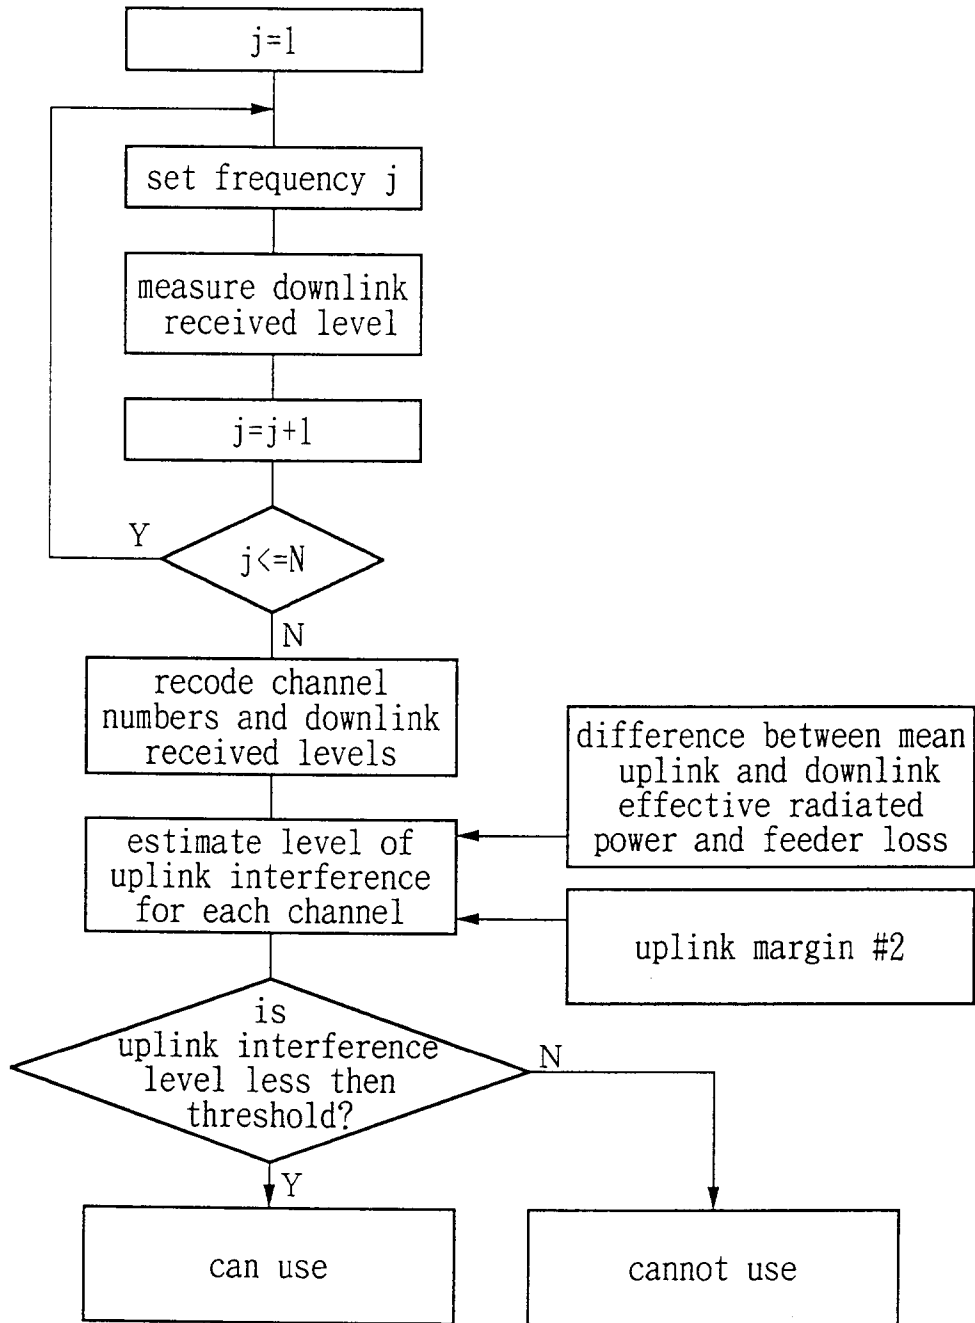 j=1
set frequency j
measure downlink
received level
j=j+1
Y
j<=N
N
recode channel
numbers and downlink
received levels
difference between mean
uplink and downlink
effective radiated
power and feeder loss
estimate level of
uplink interference
for each channel
uplink margin #2
is
uplink interference
level less then
threshold?
N
Y
can use
cannot use